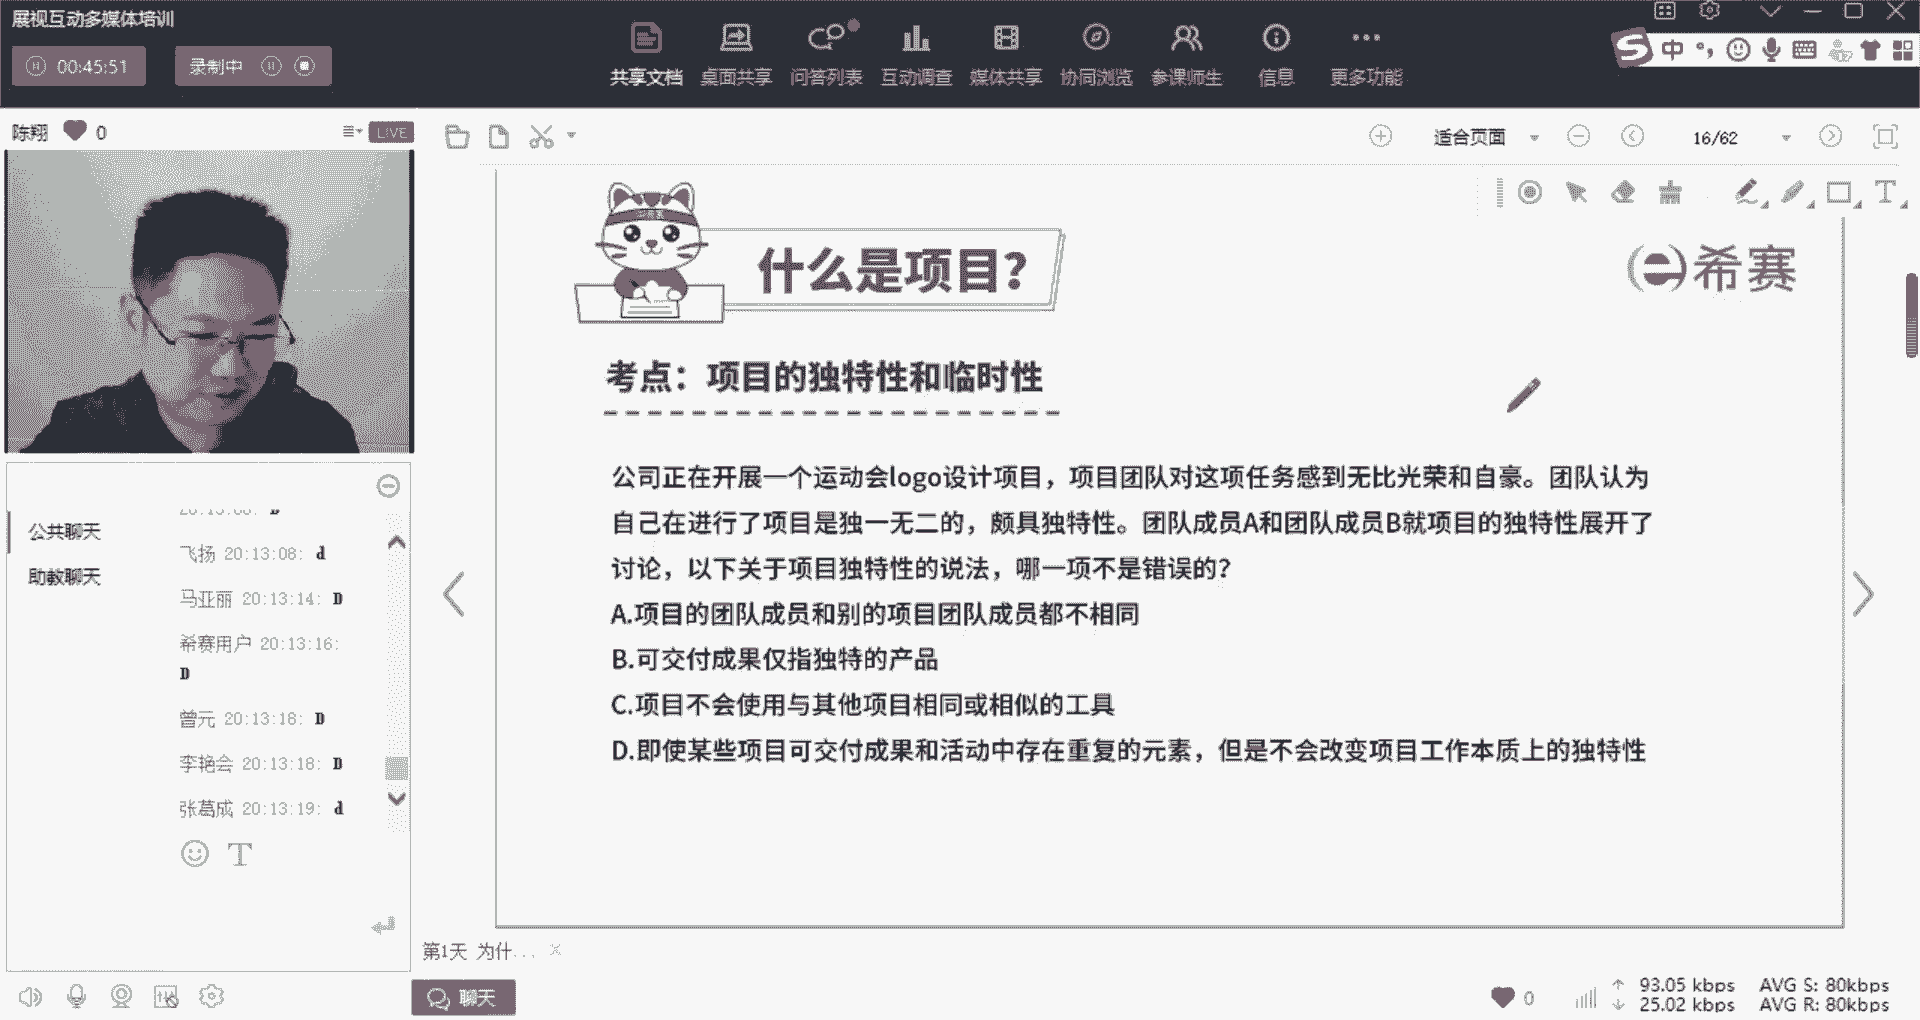 展视互动多媒体培训
00:45:51
录制中
共享文档
桌面共享
问答列表
互动调查
媒体共享
协同浏览
参课师生
信息
更多功能
中
陈翔 0
LIVE
适合页面
16/62
什么是项目?
希赛
考点：项目的独特性和临时性
公司正在开展一个运动会logo设计项目，项目团队对这项任务感到无比光荣和自豪。团队认为
自己在进行了项目是独一无二的，颇具独特性。团队成员A和团队成员B就项目的独特性展开了
讨论，以下关于项目独特性的说法，哪一项不是错误的?
A.项目的团队成员和别的项目团队成员都不相同
B.可交付成果仅指独特的产品
C.项目不会使用与其他项目相同或相似的工具
D.即使某些项目可交付成果和活动中存在重复的元素，但是不会改变项目工作本质上的独特性
公共聊天
助教聊天
飞扬 20:13:08: d
马亚丽 20:13:14: D
希赛用户 20:13:16:
D
曾元 20:13:18: D
李艳会 20:13:18: D
张葛成 20:13:19: d
第1天 为什...
聊天
0
93.05 kbps AVG S: 80kbps
25.02 kbps AVG R: 80kbps